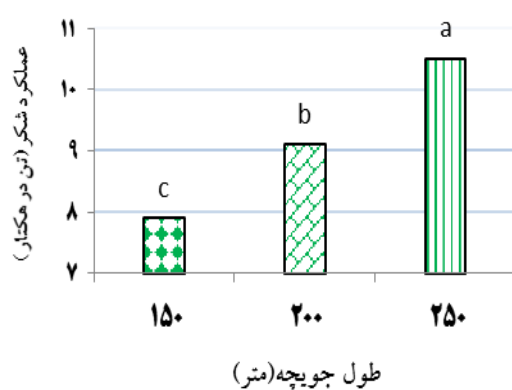 عملکرد شکر(تن در هکتار)
۱۱
۱۰
۹
۸
۷
a
b
c
۱۵۰ ۲۰۰ ۲۵۰
طول جویچه(متر)